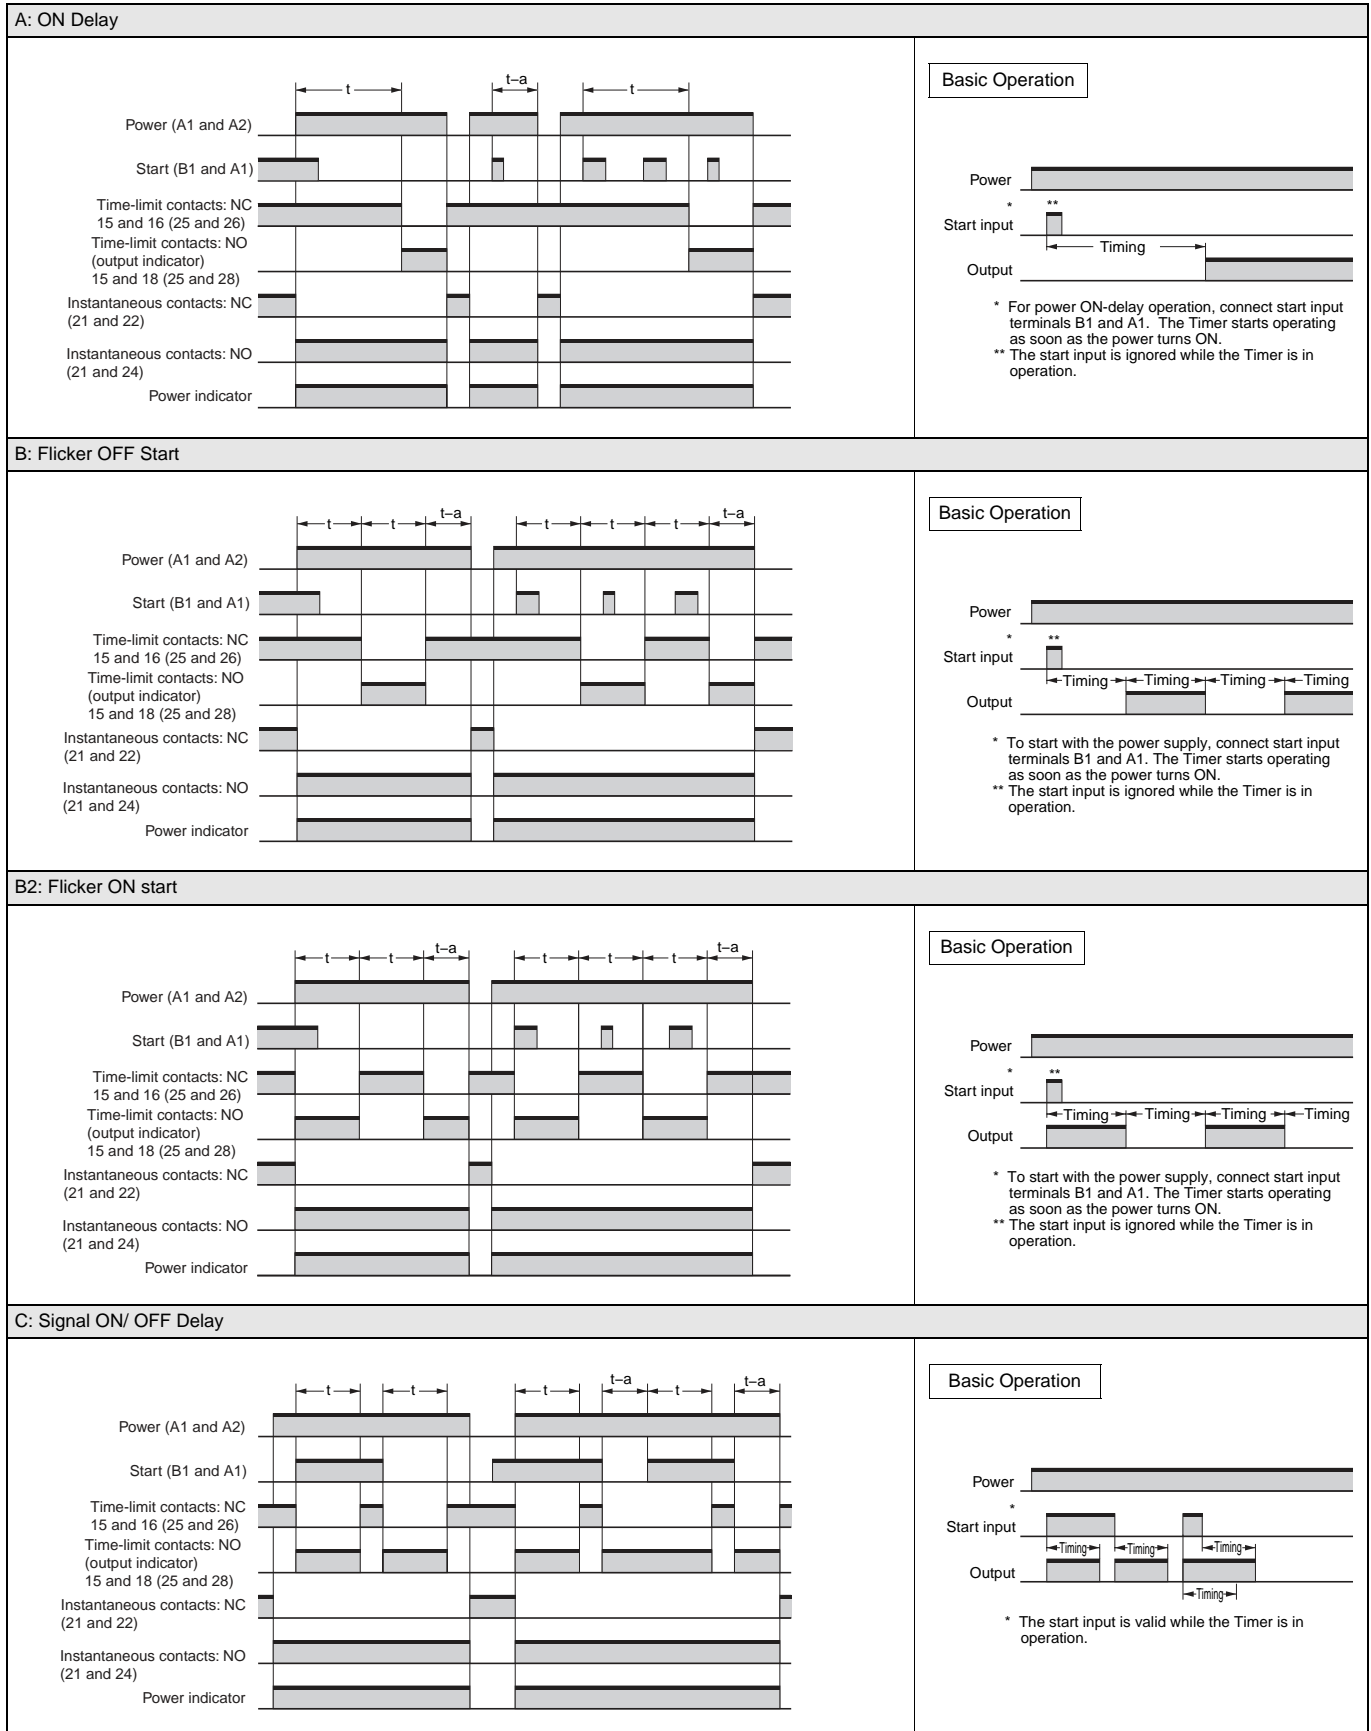 A: ON Delay
t
t−a
t
Power (A1 and A2)
Start (B1 and A1)
Time-limit contacts: NC
15 and 16 (25 and 26)
Time-limit contacts: NO
(output indicator)
15 and 18 (25 and 28)
Instantaneous contacts: NC
(21 and 22)
Instantaneous contacts: NO
(21 and 24)
Power indicator
Basic Operation
Power
*
**
Start input
Timing
Output
* For power ON-delay operation, connect start input
terminals B1 and A1. The Timer starts operating
as soon as the power turns ON.
** The start input is ignored while the Timer is in
operation.
B: Flicker OFF Start
t
t
t−a
t
t
t
t−a
Power (A1 and A2)
Start (B1 and A1)
Time-limit contacts: NC
15 and 16 (25 and 26)
Time-limit contacts: NO
(output indicator)
15 and 18 (25 and 28)
Instantaneous contacts: NC
(21 and 22)
Instantaneous contacts: NO
(21 and 24)
Power indicator
Basic Operation
Power
*
**
Start input
Timing Timing Timing Timing
Output
* To start with the power supply, connect start input
terminals B1 and A1. The Timer starts operating
as soon as the power turns ON.
** The start input is ignored while the Timer is in
operation.
B2: Flicker ON start
t
t
t−a
t
t
t
t−a
Power (A1 and A2)
Start (B1 and A1)
Time-limit contacts: NC
15 and 16 (25 and 26)
Time-limit contacts: NO
(output indicator)
15 and 18 (25 and 28)
Instantaneous contacts: NC
(21 and 22)
Instantaneous contacts: NO
(21 and 24)
Power indicator
Basic Operation
Power
*
**
Start input
Timing Timing Timing Timing
Output
* To start with the power supply, connect start input
terminals B1 and A1. The Timer starts operating
as soon as the power turns ON.
** The start input is ignored while the Timer is in
operation.
C: Signal ON/ OFF Delay
t
t
t
t−a
t
t−a
Power (A1 and A2)
Start (B1 and A1)
Time-limit contacts: NC
15 and 16 (25 and 26)
Time-limit contacts: NO
(output indicator)
15 and 18 (25 and 28)
Instantaneous contacts: NC
(21 and 22)
Instantaneous contacts: NO
(21 and 24)
Power indicator
Basic Operation
Power
*
Start input
Timing Timing Timing
Output
Timing
* The start input is valid while the Timer is in
operation.